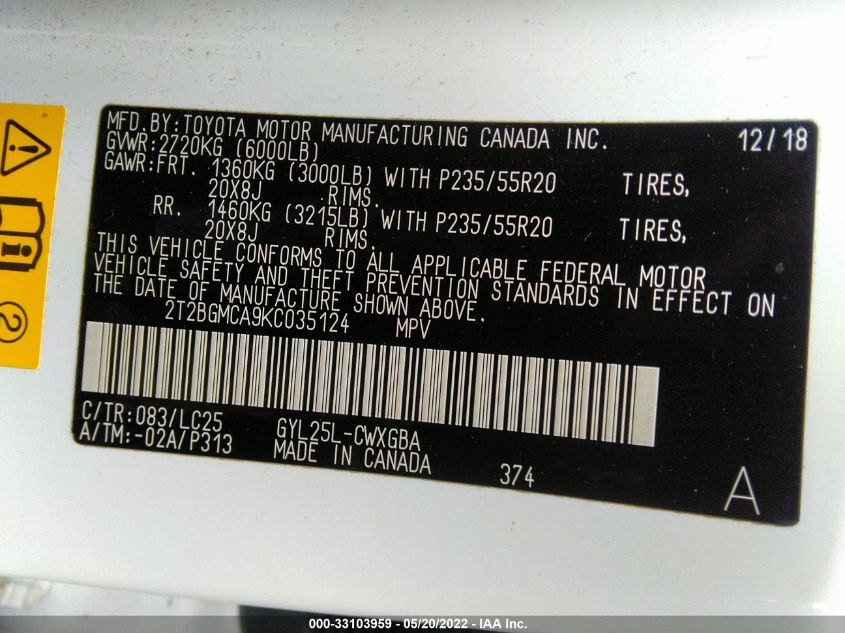 MFD.BY:TOYOTA MOTOR MANUFACTURING CANADA INC. 12/18
GVWR:2720KG (6000LB)
GAWR:FRT. 1360KG (3000LB) WITH P235/55R20 TIRES,
20X8J RIMS.
RR. 1460KG (3215LB) WITH P235/55R20 TIRES,
20X8J RIMS.
THIS VEHICLE CONFORMS TO ALL APPLICABLE FEDERAL MOTOR
VEHICLE SAFETY AND THEFT PREVENTION STANDARDS IN EFFECT ON
THE DATE OF MANUFACTURE SHOWN ABOVE.
2T2BGMCA9KC035124 MPV
C/TR:083/LC25 GYL25L-CWXGBA
A/TM:-02A/P313 MADE IN CANADA 374
A
2
000-33103959 - 05/20/2022 - IAA Inc.